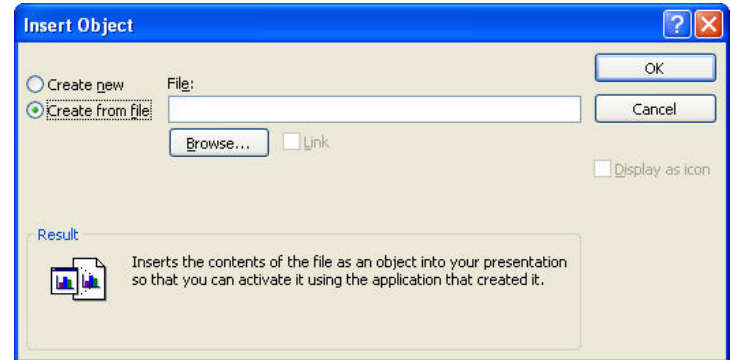 Insert Object
OK
Create new
File:
Create from file
Cancel
Browse...
Link
Display as icon
Result
Inserts the contents of the file as an object into your presentation
so that you can activate it using the application that created it.